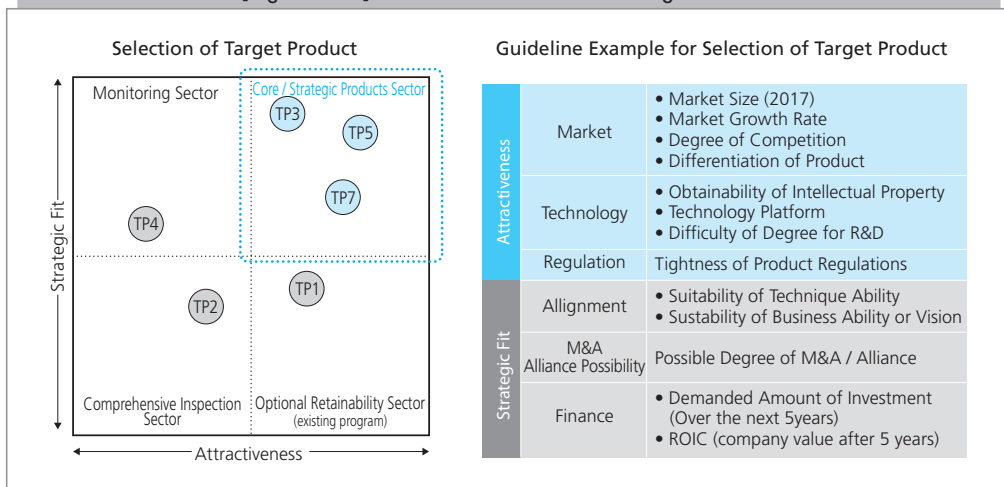 Selection of Target Product
Monitoring Sector
Core / Strategic Products Sector
TP3
TP5
TP7
TP4
TP2
TP1
Comprehensive Inspection
Sector
Optional Retainability Sector
(existing program)
Strategic Fit
Attractiveness
Guideline Example for Selection of Target Product
Attractiveness
Market
• Market Size (2017)
• Market Growth Rate
• Degree of Competition
• Differentiation of Product
Technology
• Obtainability of Intellectual Property
• Technology Platform
• Difficulty of Degree for R&D
Regulation
Tightness of Product Regulations
Strategic Fit
Allignment
• Suitability of Technique Ability
• Sustability of Business Ability or Vision
M&A
Alliance Possibility
Possible Degree of M&A / Alliance
Finance
• Demanded Amount of Investment
(Over the next 5years)
• ROIC (company value after 5 years)